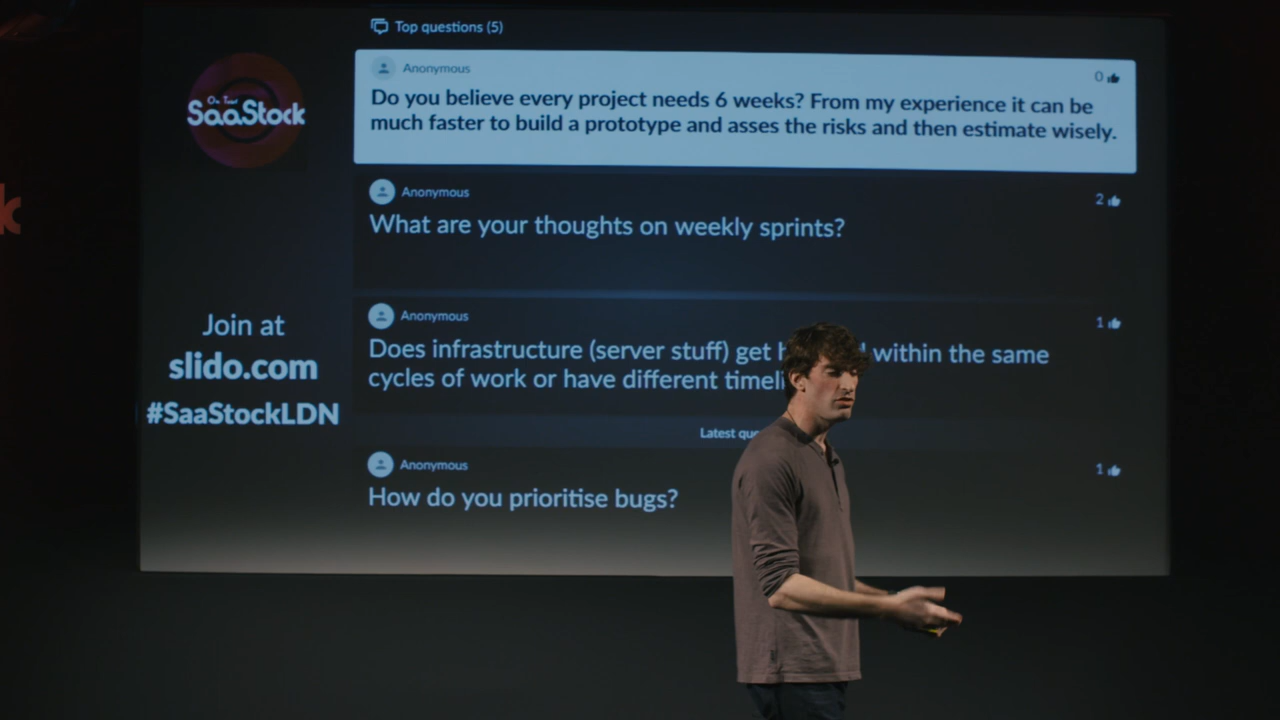 Top questions (5)
Anonymous
0
Do you believe every project needs 6 weeks? From my experience it can be
much faster to build a prototype and asses the risks and then estimate wisely.
On Tour
SaaStock
Anonymous
2
What are your thoughts on weekly sprints?
Anonymous
1
Does infrastructure (server stuff) get within the same
cycles of work or have different
Join at
slido.com
#SaaStockLDN
Latest
Anonymous
1
How do you prioritise bugs?
k